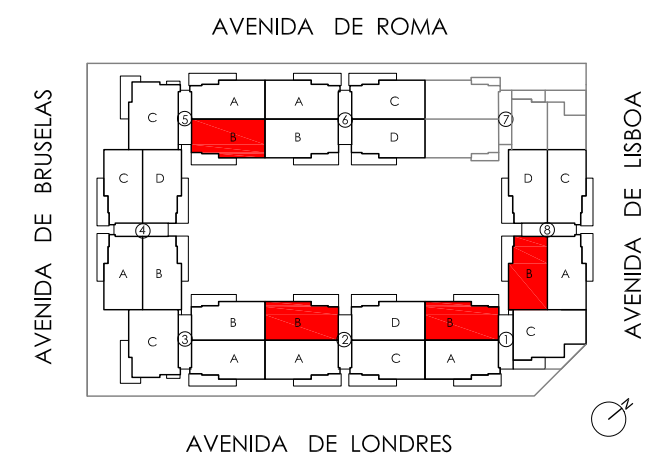 AVENIDA DE ROMA
AVENIDA DE BRUSELAS
AVENIDA DE LISBOA
A A C
C 5 6 7
B B D
C D D C
4 8
A B B A
B B D B
C 3 2 1 C
A A C A
AVENIDA DE LONDRES
N